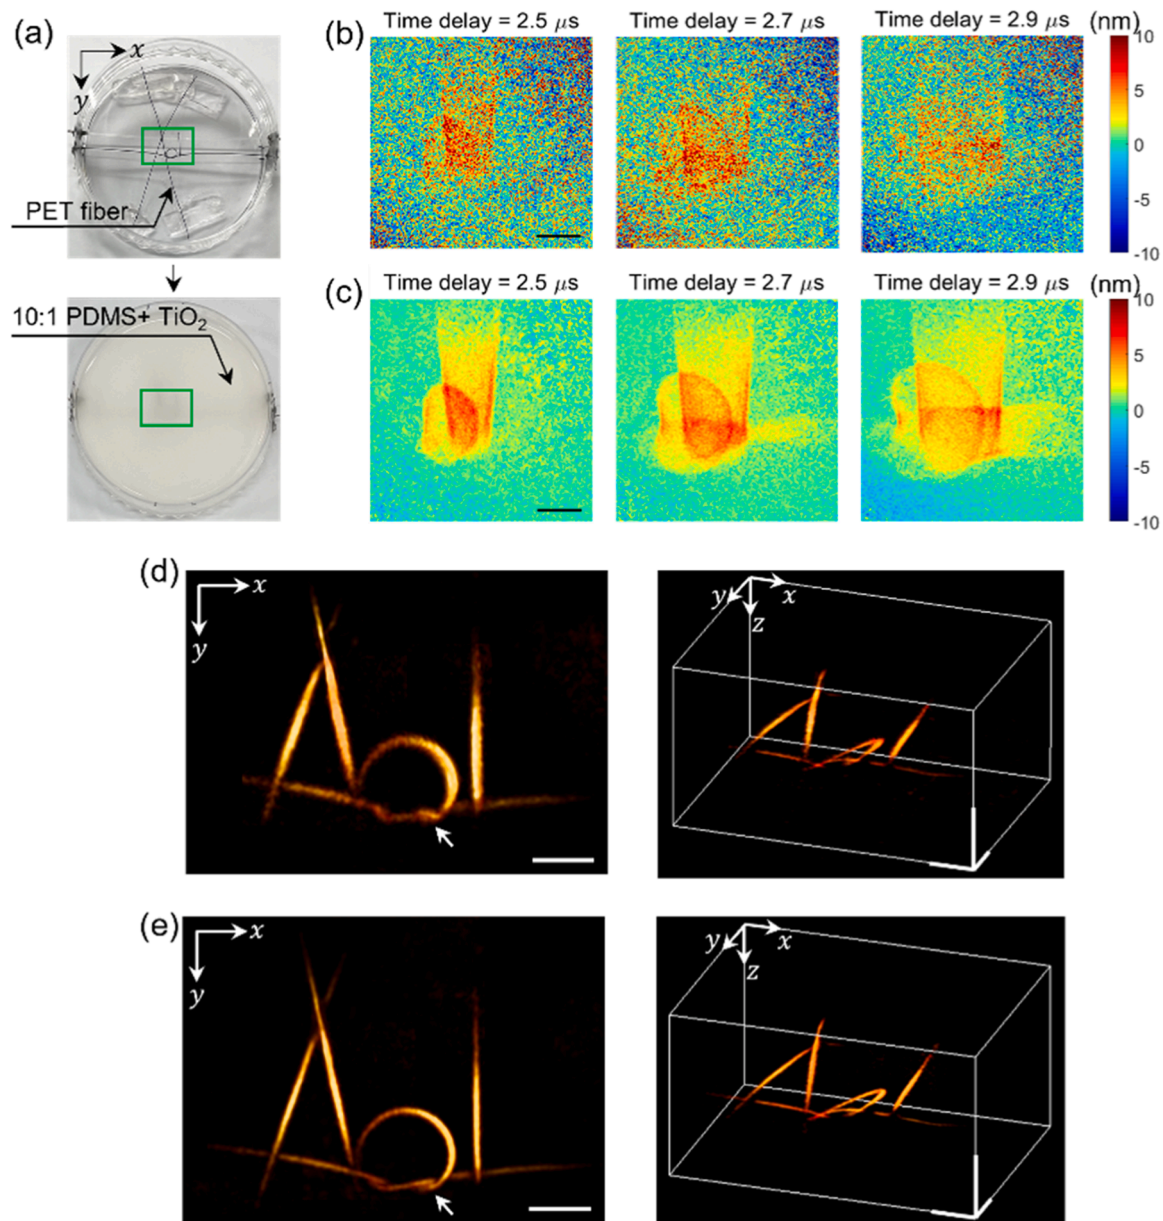 (a)
x
y
PET fiber
10:1 PDMS+ TiO2
(b)
Time delay = 2.5 μs
Time delay = 2.7 μs
Time delay = 2.9 μs
(nm)
10
5
0
-5
-10
(c)
Time delay = 2.5 μs
Time delay = 2.7 μs
Time delay = 2.9 μs
(nm)
10
5
0
-5
-10
(d)
x
y
y
x
z
(e)
x
y
y
x
z